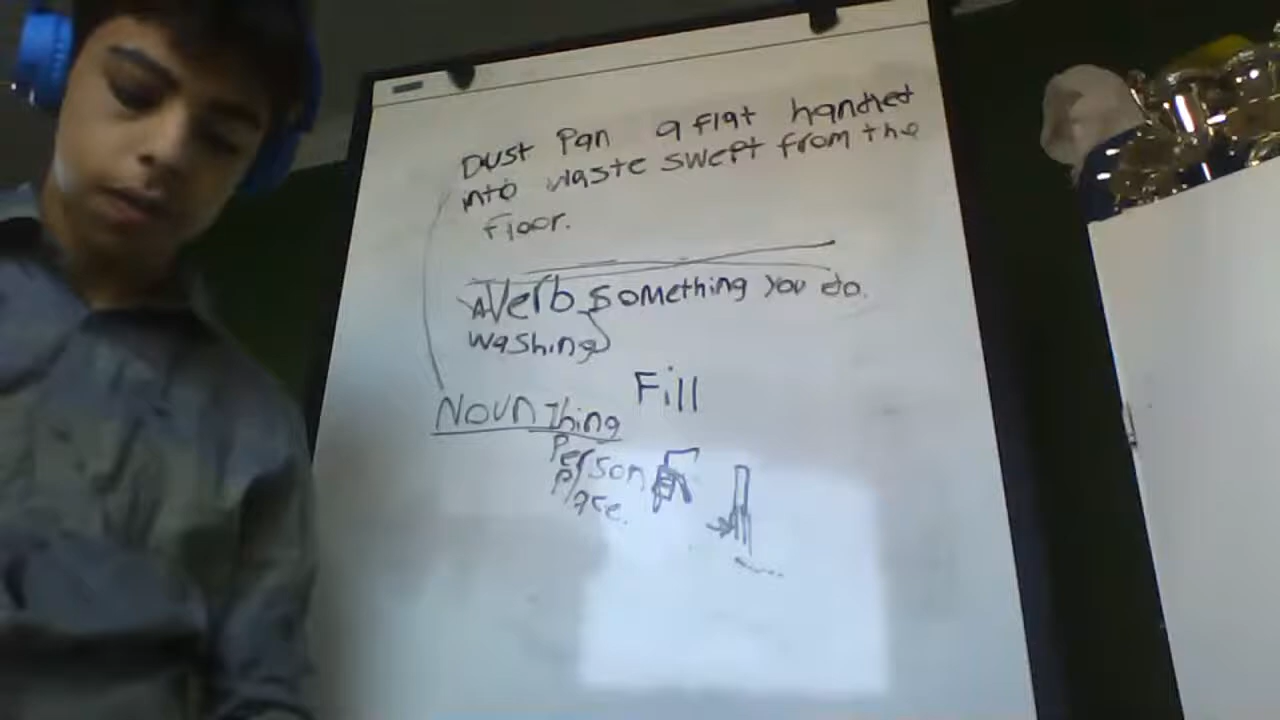 Dust Pan a flat handled
into waste swept from the
floor.
A Verb something you do.
washing
Fill
Noun thing
Person
Place.